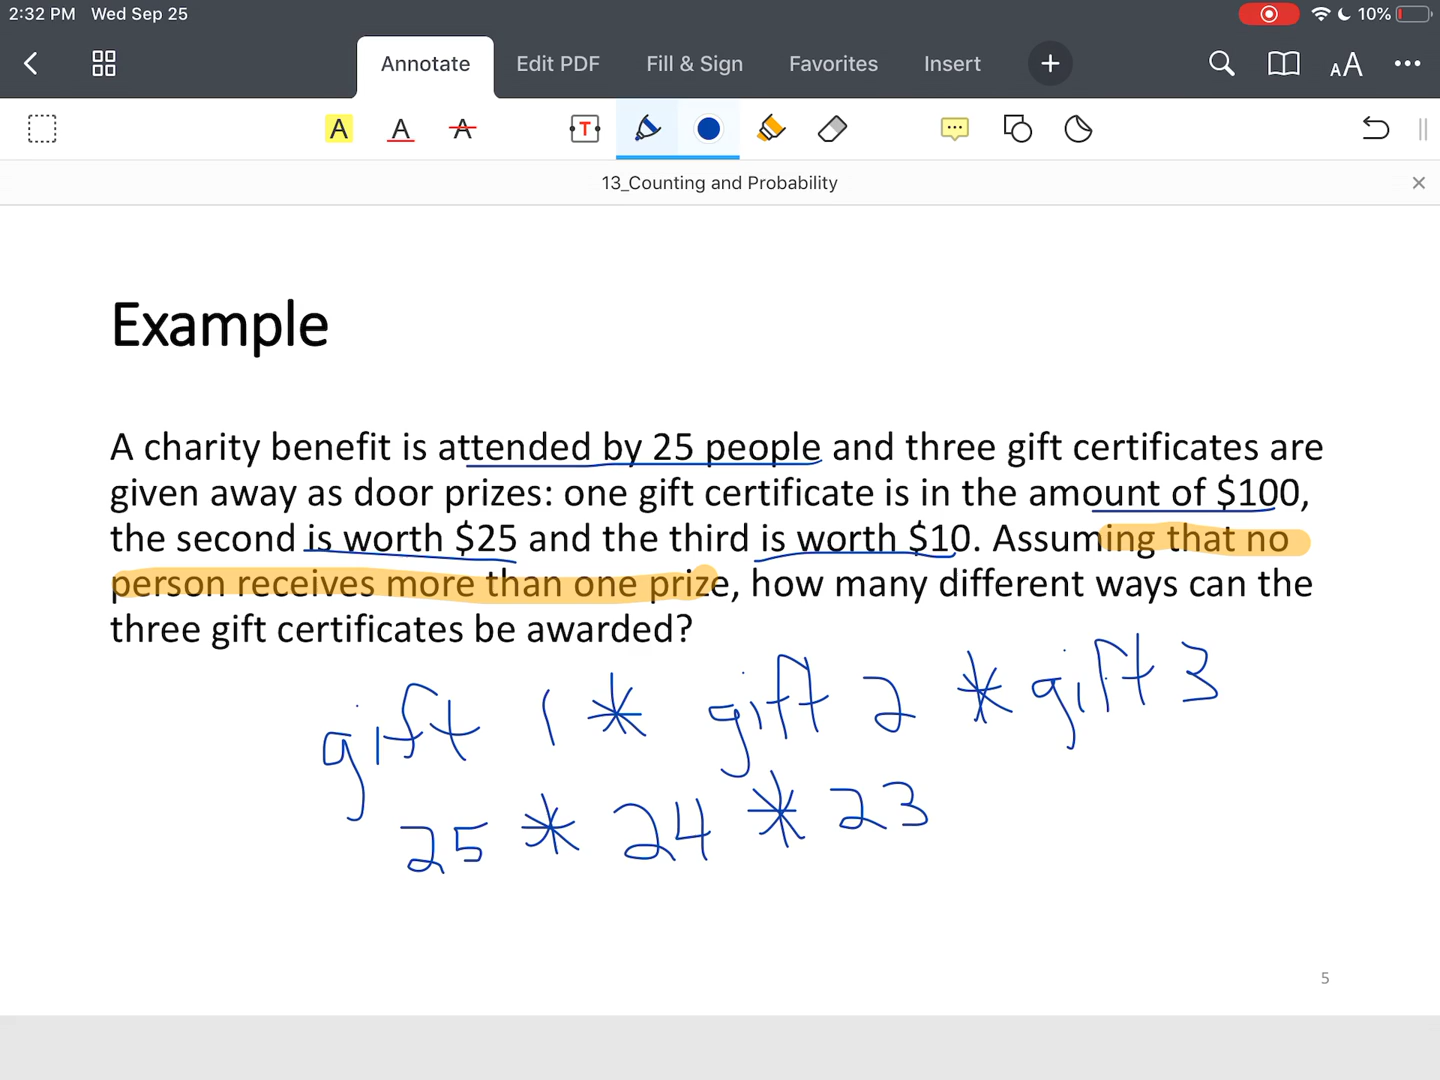 2:32 PM Wed Sep 25 10%
Annotate Edit PDF Fill & Sign Favorites Insert + AA
A A A T
13_Counting and Probability
Example
A charity benefit is attended by 25 people and three gift certificates are
given away as door prizes: one gift certificate is in the amount of $100,
the second is worth $25 and the third is worth $10. Assuming that no
person receives more than one prize, how many different ways can the
three gift certificates be awarded?
gift 1 * gift 2 * gift 3
25 * 24 * 23
5